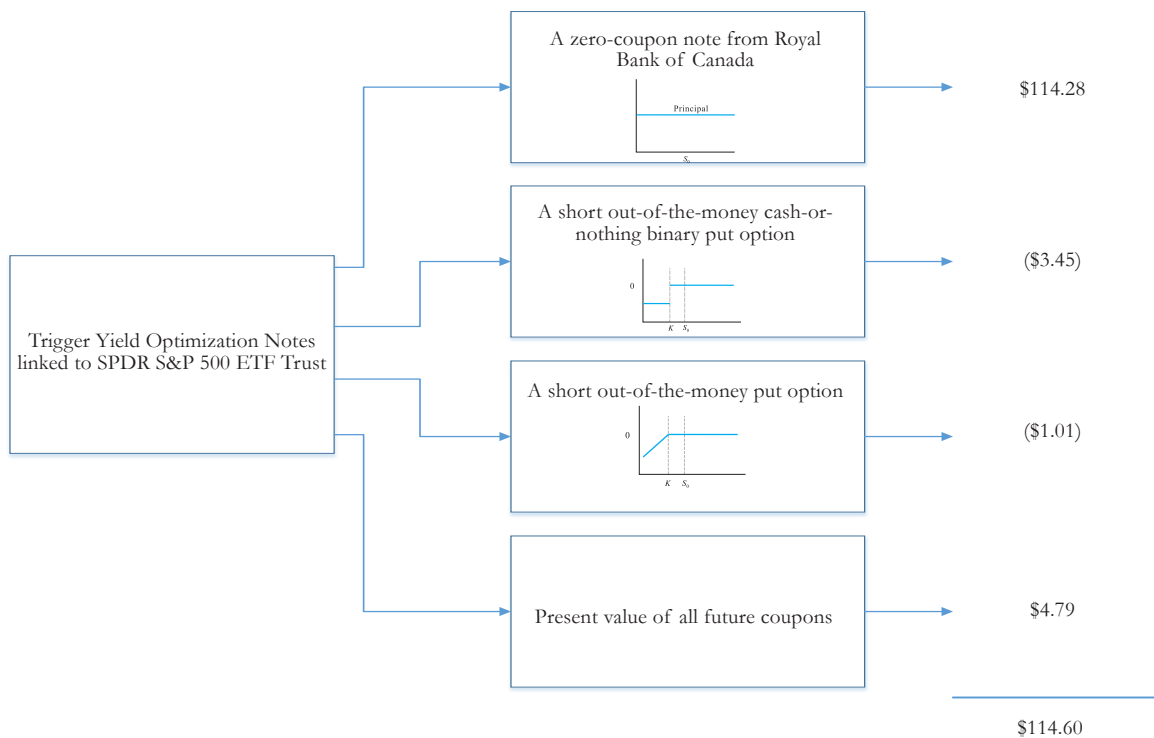 A zero-coupon note from Royal
Bank of Canada
Principal
S₀
$114.28
A short out-of-the-money cash-or-
nothing binary put option
0
K S₀
($3.45)
Trigger Yield Optimization Notes
linked to SPDR S&P 500 ETF Trust
A short out-of-the-money put option
0
K S₀
($1.01)
Present value of all future coupons
$4.79
$114.60